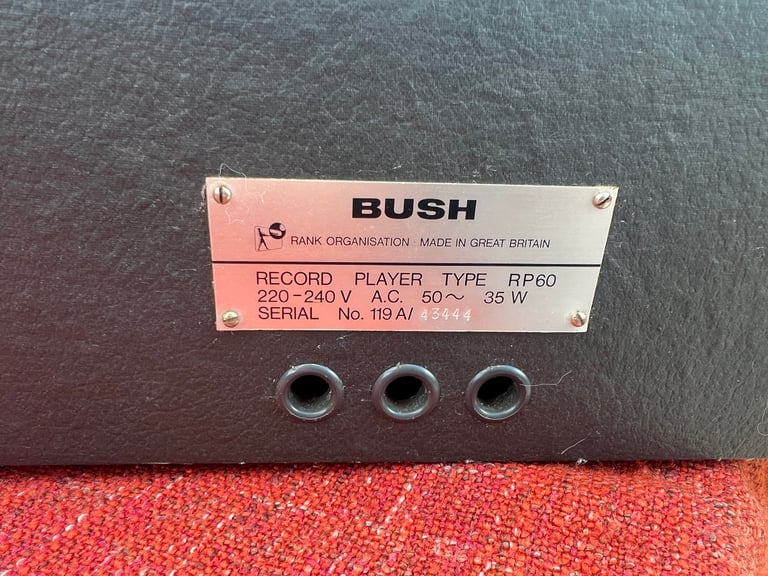 BUSH
RANK ORGANISATION · MADE IN GREAT BRITAIN
RECORD PLAYER TYPE RP60
220-240 V A.C. 50~ 35 W
SERIAL No. 119 A/ 43444